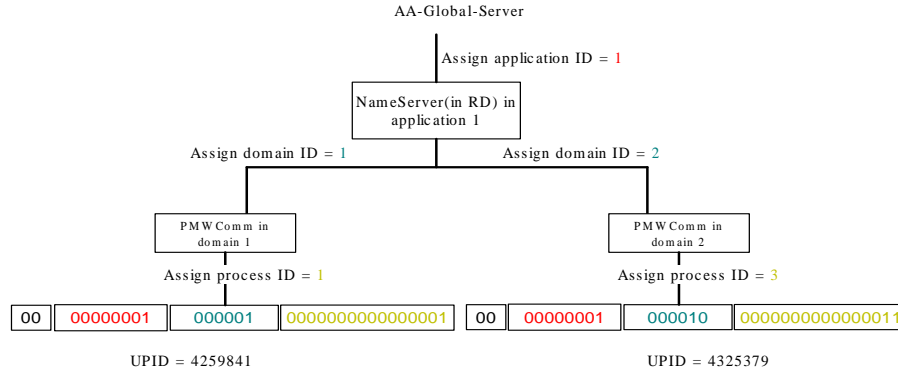 AA-Global-Server
Assign application ID = 1
NameServer(in RD) in
application 1
Assign domain ID = 1
Assign domain ID = 2
PMWComm in
domain 1
PMWComm in
domain 2
Assign process ID = 1
Assign process ID = 3
00 00000001 000001 0000000000000001
00 00000001 000010 0000000000000011
UPID = 4259841
UPID = 4325379